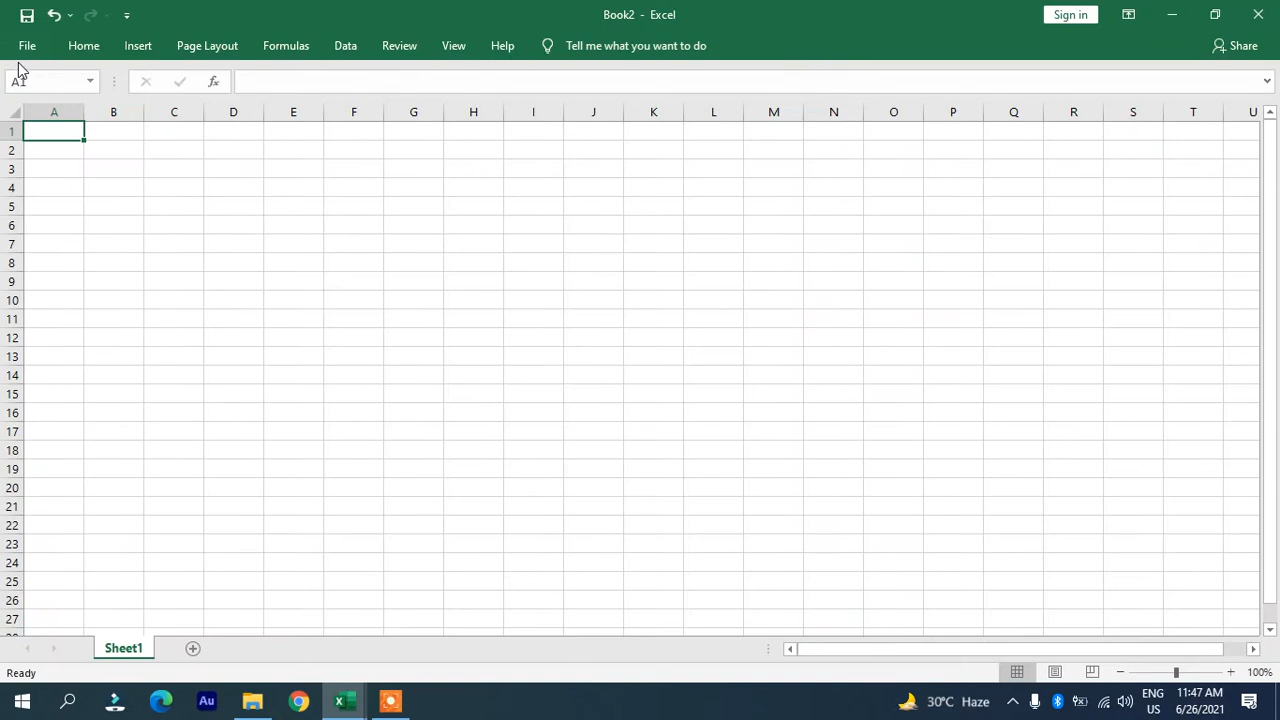 Book2 - Excel
Sign in
File Home Insert Page Layout Formulas Data Review View Help Tell me what you want to do Share
A1 fx
A B C D E F G H I J K L M N O P Q R S T U
1
2
3
4
5
6
7
8
9
10
11
12
13
14
15
16
17
18
19
20
21
22
23
24
25
26
27
28
Sheet1
Ready
100%
Au
30°C Haze
ENG
US
11:47 AM
6/26/2021